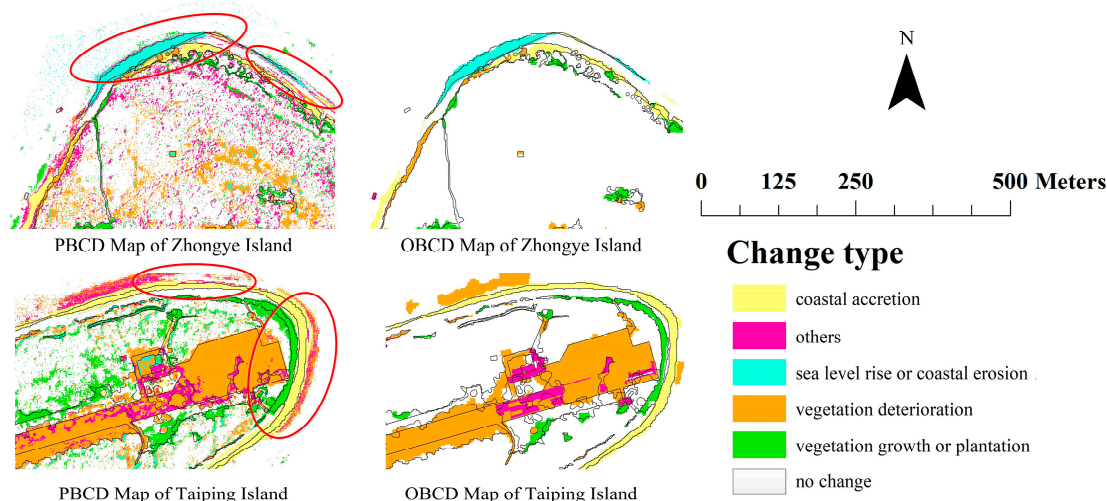 PBCD Map of Zhongye Island
OBCD Map of Zhongye Island
PBCD Map of Taiping Island
OBCD Map of Taiping Island
N
0 125 250 500 Meters
Change type
coastal accretion
others
sea level rise or coastal erosion
vegetation deterioration
vegetation growth or plantation
no change